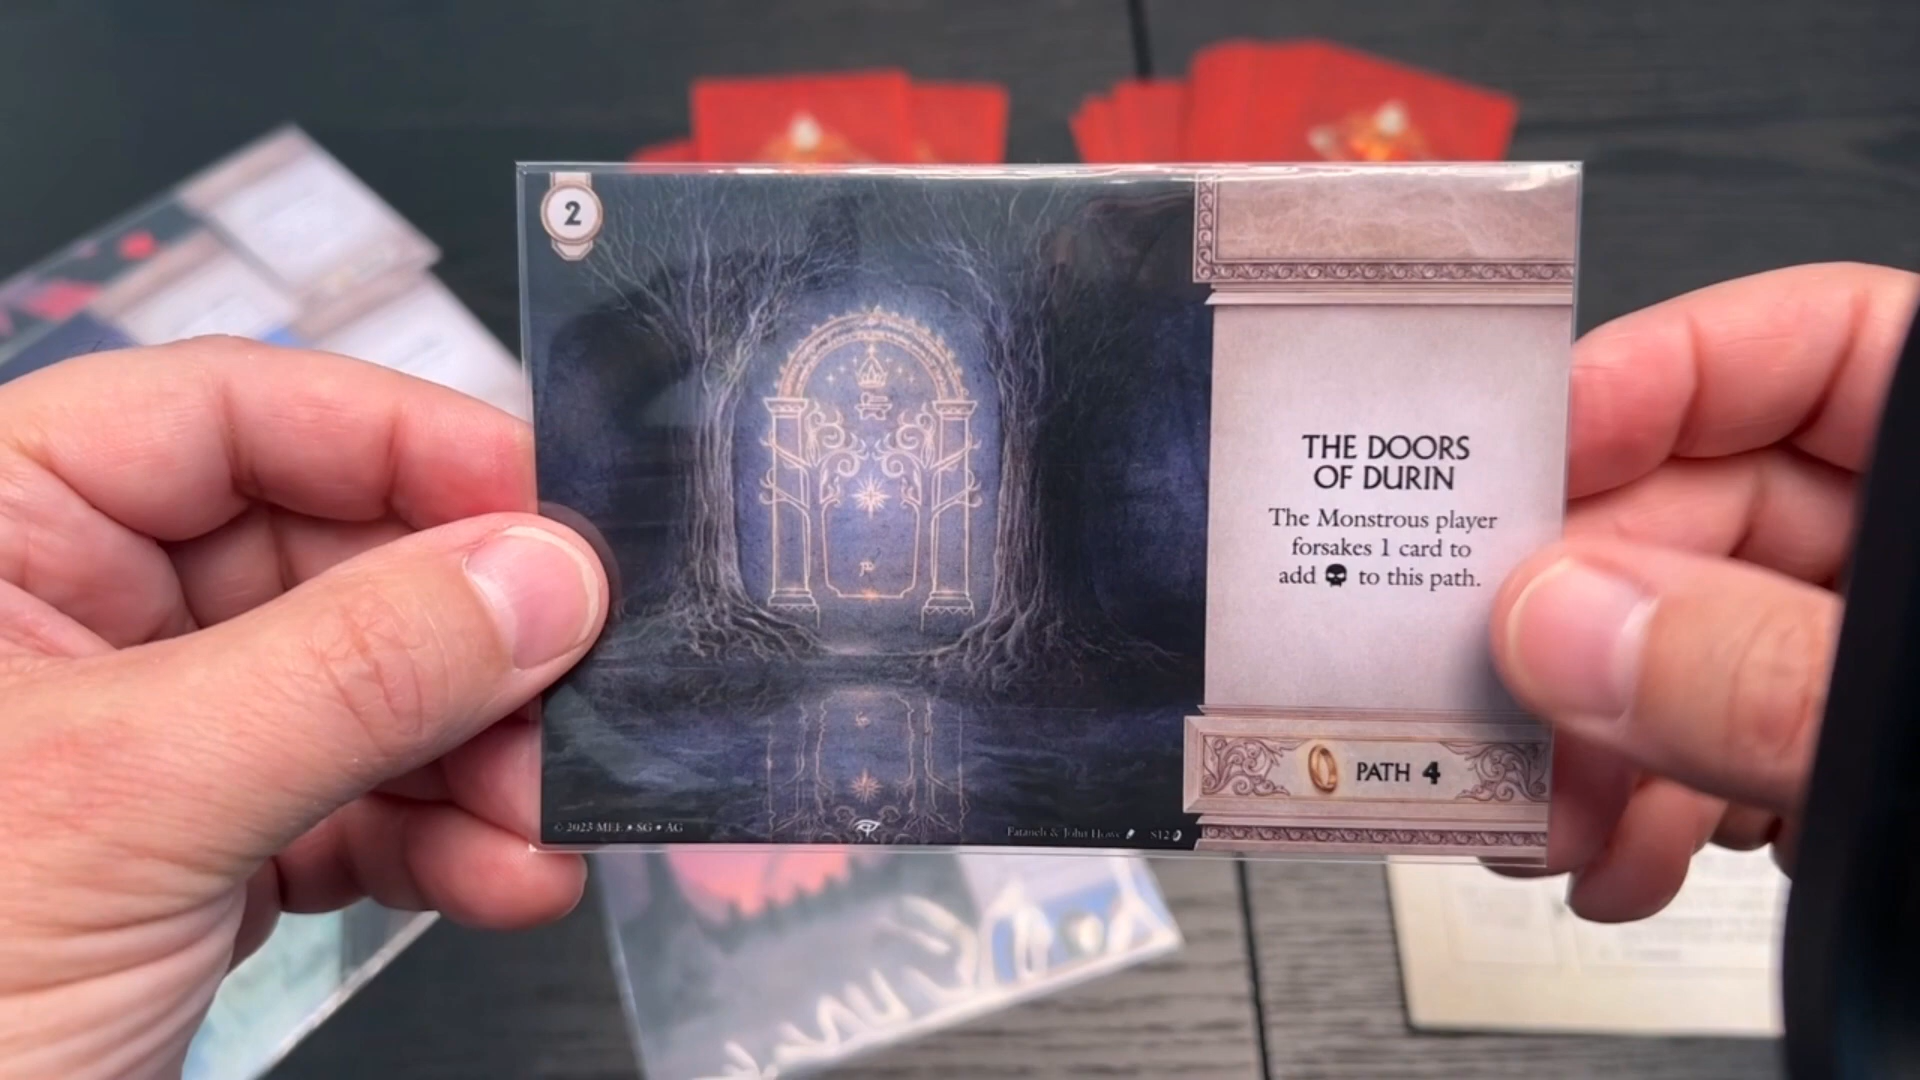 2
THE DOORS
OF DURIN
The Monstrous player
forsakes 1 card to
add to this path.
PATH 4
© 2023 MEE • SG • AG
& John Howe
S12